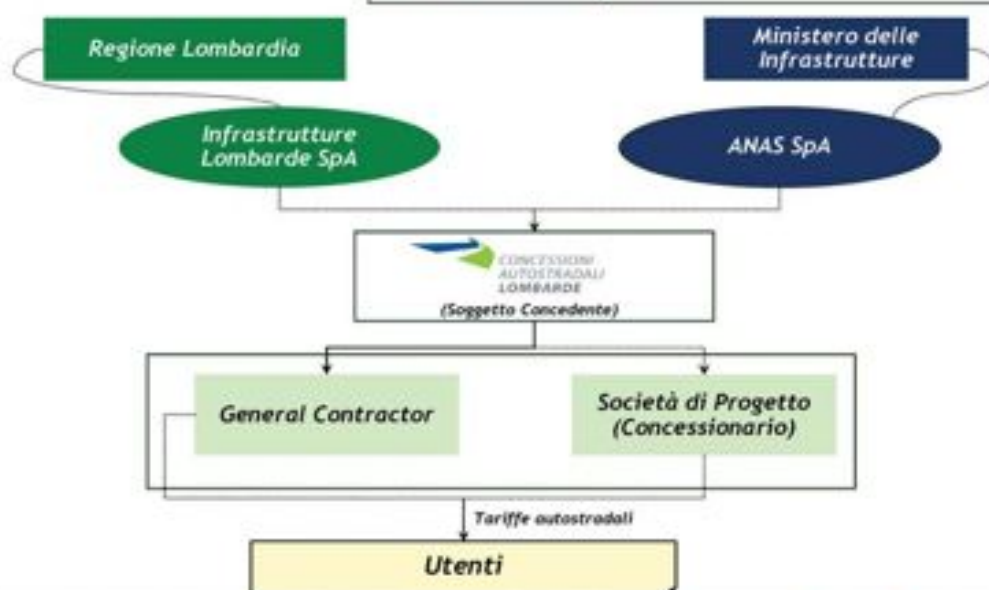 Regione Lombardia
Ministero delle
Infrastrutture
Infrastrutture
Lombarde SpA
ANAS SpA
CONCESSIONI
AUTOSTRADALI
LOMBARDE
(Soggetto Concedente)
General Contractor
Società di Progetto
(Concessionario)
Tariffe autostradali
Utenti